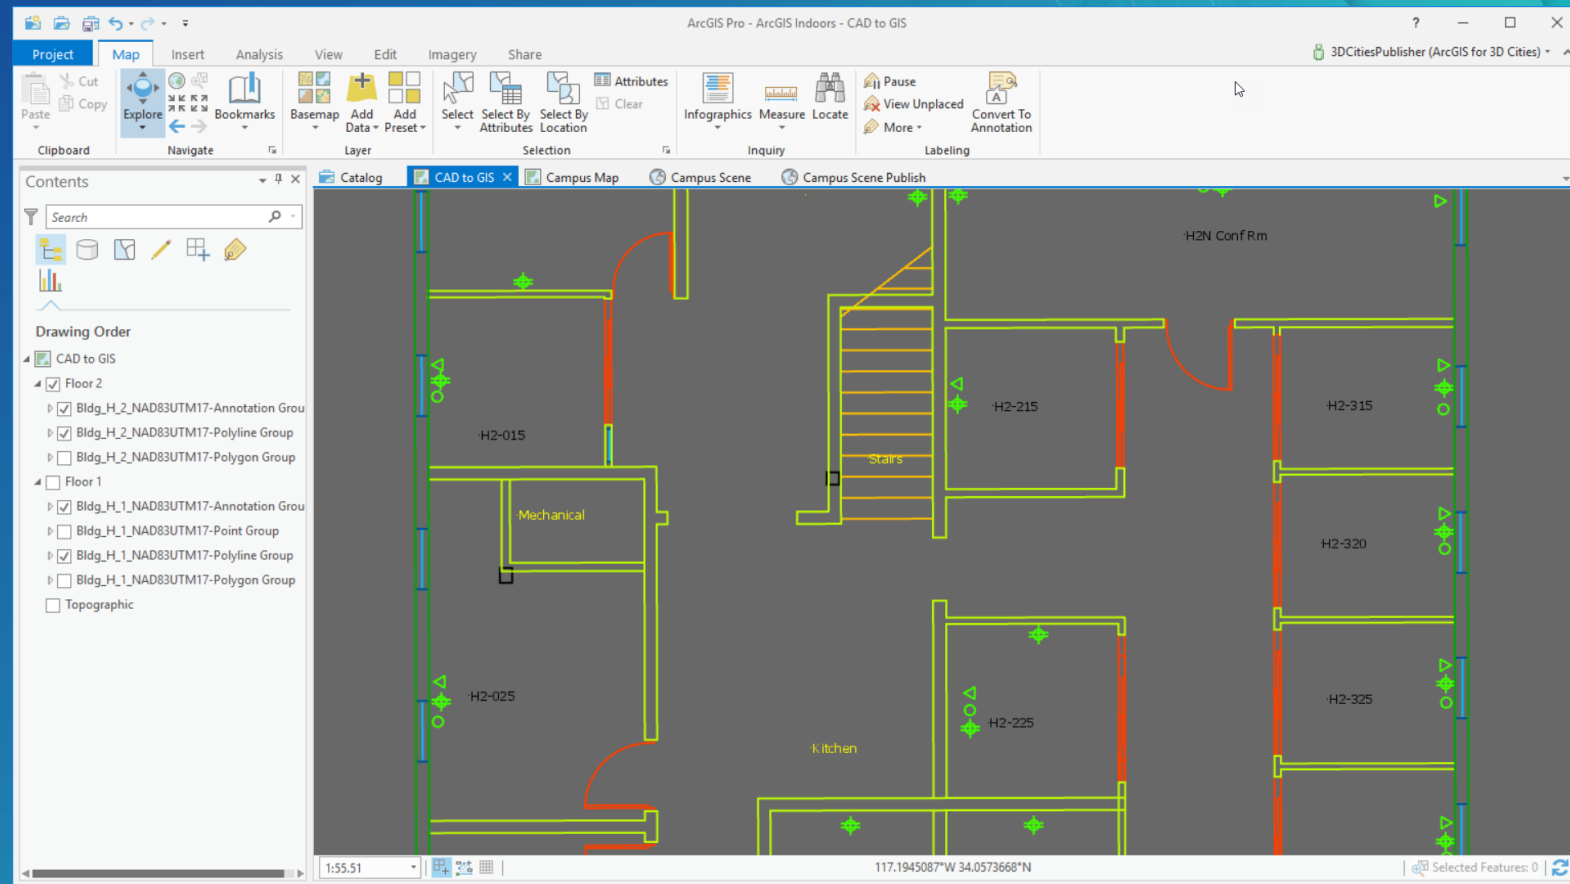 ArcGIS Pro - ArcGIS Indoors - CAD to GIS
?
Project Map Insert Analysis View Edit Imagery Share
3DCitiesPublisher (ArcGIS for 3D Cities)
Paste
Cut
Copy
Clipboard
Explore
Bookmarks
Navigate
Basemap
Add Data
Add Preset
Layer
Select
Select By Attributes
Select By Location
Attributes
Clear
Selection
Infographics
Measure
Locate
Inquiry
Pause
View Unplaced
More
Convert To Annotation
Labeling
Contents
Search
Drawing Order
CAD to GIS
Floor 2
Bldg_H_2_NAD83UTM17-Annotation Grou
Bldg_H_2_NAD83UTM17-Polyline Group
Bldg_H_2_NAD83UTM17-Polygon Group
Floor 1
Bldg_H_1_NAD83UTM17-Annotation Grou
Bldg_H_1_NAD83UTM17-Point Group
Bldg_H_1_NAD83UTM17-Polyline Group
Bldg_H_1_NAD83UTM17-Polygon Group
Topographic
Catalog
CAD to GIS
Campus Map
Campus Scene
Campus Scene Publish
H2N Conf Rm
H2-215
H2-315
H2-015
Stairs
Mechanical
H2-320
H2-025
H2-325
H2-225
Kitchen
1:55.51
117.1945087°W 34.0573668°N
Selected Features: 0